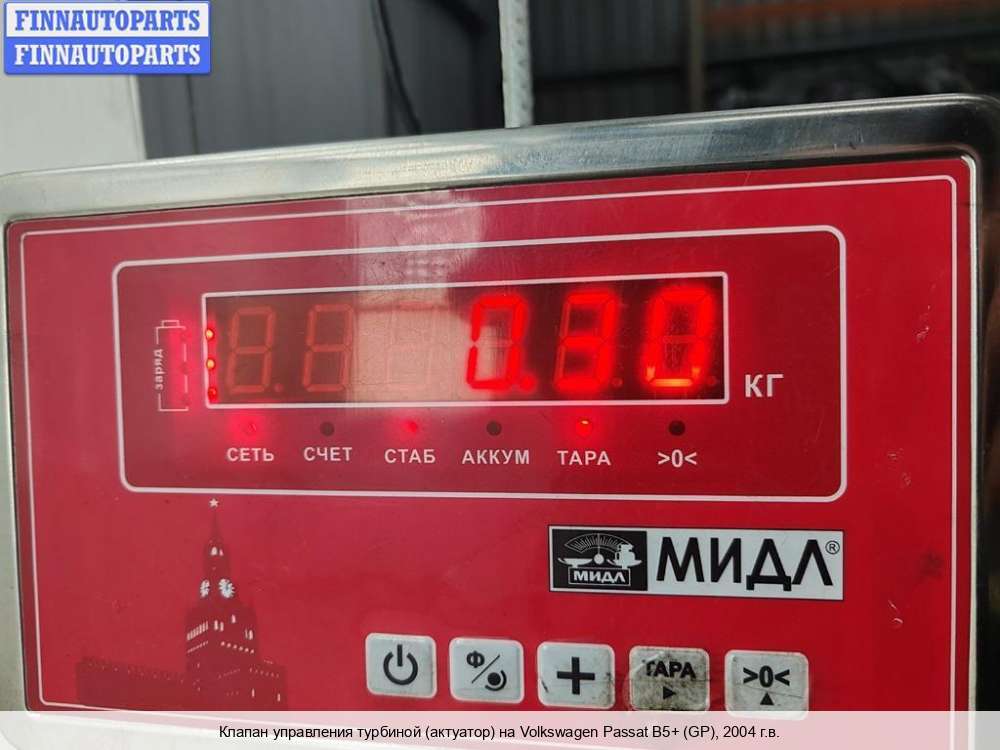 FINNAUTOPARTS
FINNAUTOPARTS
заряд
0.30
КГ
СЕТЬ СЧЕТ СТАБ АККУМ ТАРА >0<
МИДЛ
МИДЛ®
Ф/
+
ТАРА
>0<
Клапан управления турбиной (актуатор) на Volkswagen Passat B5+ (GP), 2004 г.в.